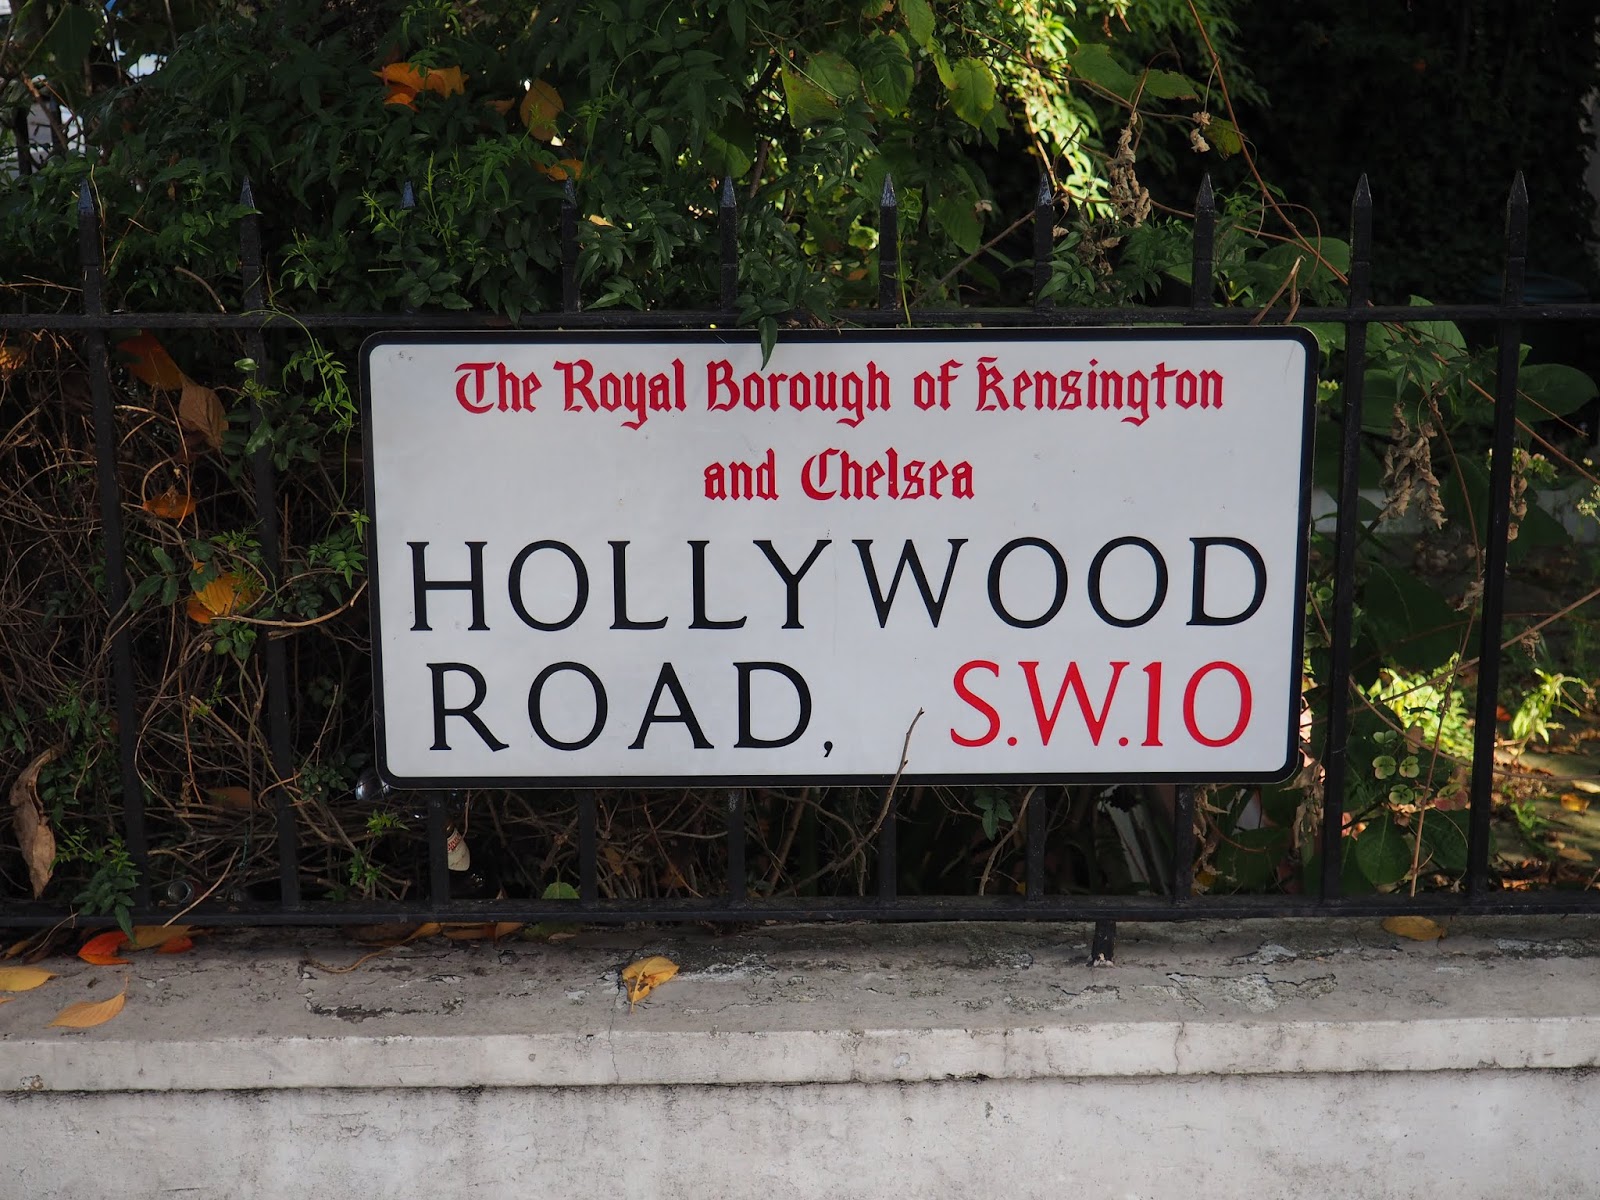 The Royal Borough of Kensington
and Chelsea
HOLLYWOOD
ROAD, S.W.10